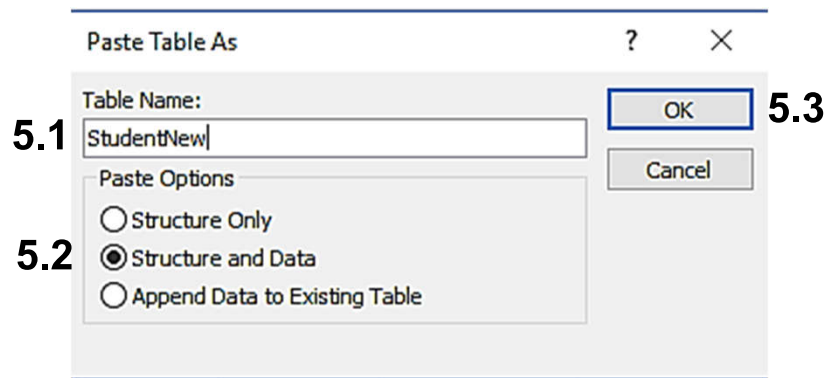 Paste Table As ?
Table Name:
OK 5.3
5.1 StudentNew
Cancel
Paste Options
Structure Only
5.2 Structure and Data
Append Data to Existing Table